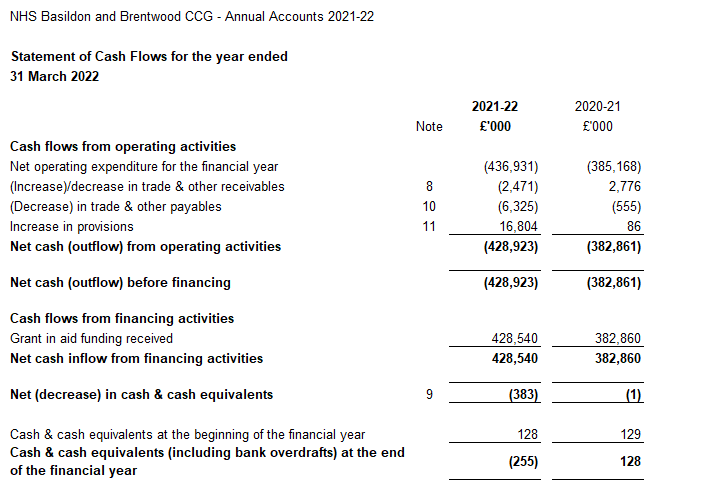 NHS Basildon and Brentwood CCG - Annual Accounts 2021-22
Statement of Cash Flows for the year ended
31 March 2022
2021-22 2020-21
Note £'000 £'000
Cash flows from operating activities
Net operating expenditure for the financial year (436,931) (385,168)
(Increase)/decrease in trade & other receivables 8 (2,471) 2,776
(Decrease) in trade & other payables 10 (6,325) (555)
Increase in provisions 11 16,804 86
Net cash (outflow) from operating activities (428,923) (382,861)
Net cash (outflow) before financing (428,923) (382,861)
Cash flows from financing activities
Grant in aid funding received 428,540 382,860
Net cash inflow from financing activities 428,540 382,860
Net (decrease) in cash & cash equivalents 9 (383) (1)
Cash & cash equivalents at the beginning of the financial year 128 129
Cash & cash equivalents (including bank overdrafts) at the end
of the financial year (255) 128